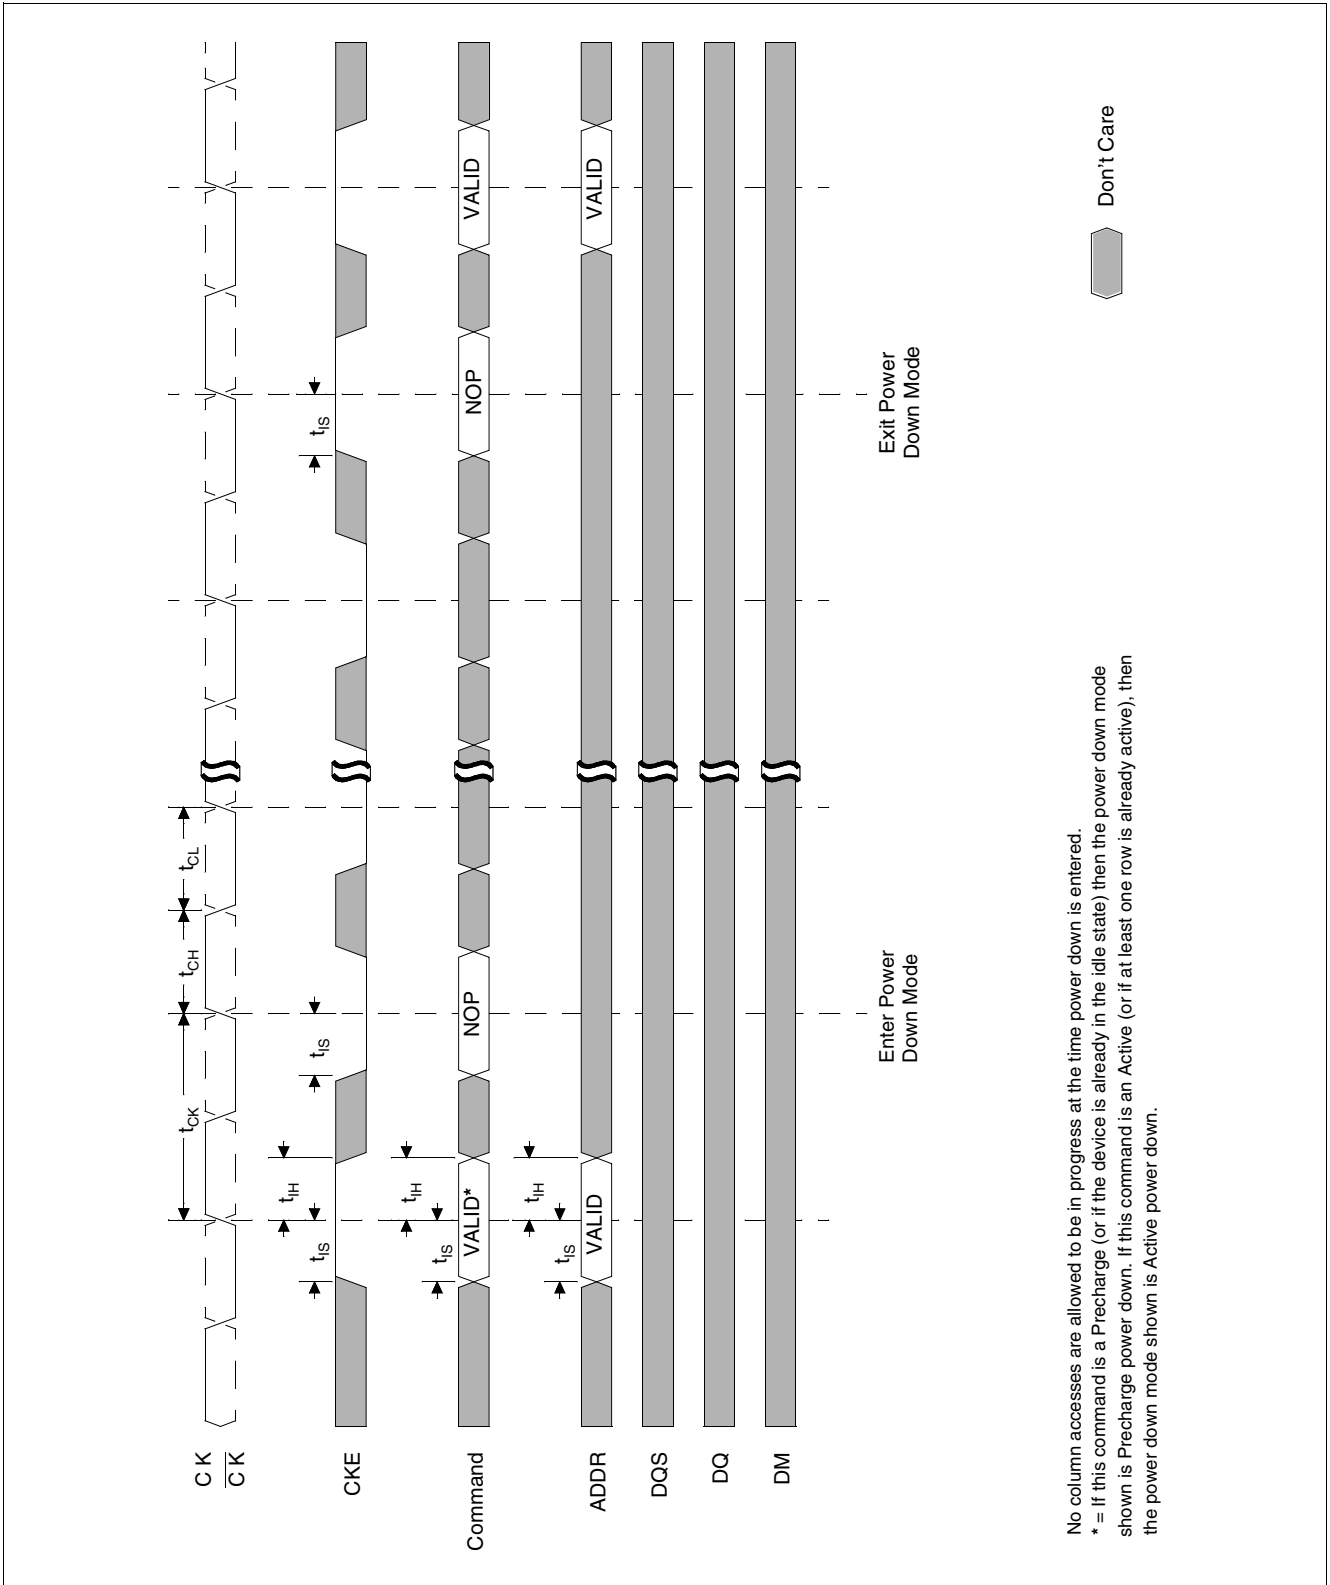 CK
CK
tCK
tCH
tCL
CKE
tIS
tIH
tIS
tIS
Command
tIS
tIH
VALID*
NOP
NOP
VALID
ADDR
tIS
tIH
VALID
VALID
DQS
DQ
DM
Enter Power
Down Mode
Exit Power
Down Mode
No column accesses are allowed to be in progress at the time power down is entered.
* = If this command is a Precharge (or if the device is already in the idle state) then the power down mode
shown is Precharge power down. If this command is an Active (or if at least one row is already active), then
the power down mode shown is Active power down.
Don't Care